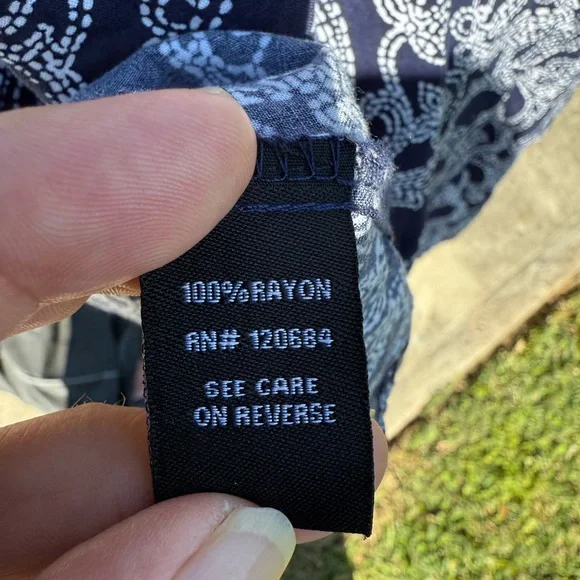 100% RAYON
RN# 120684
SEE CARE
ON REVERSE